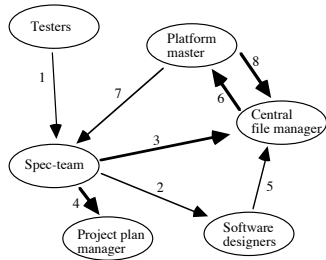 Testers
Platform
master
1
7
8
6
Central
file manager
3
Spec-team
2
4
5
Project plan
manager
Software
designers